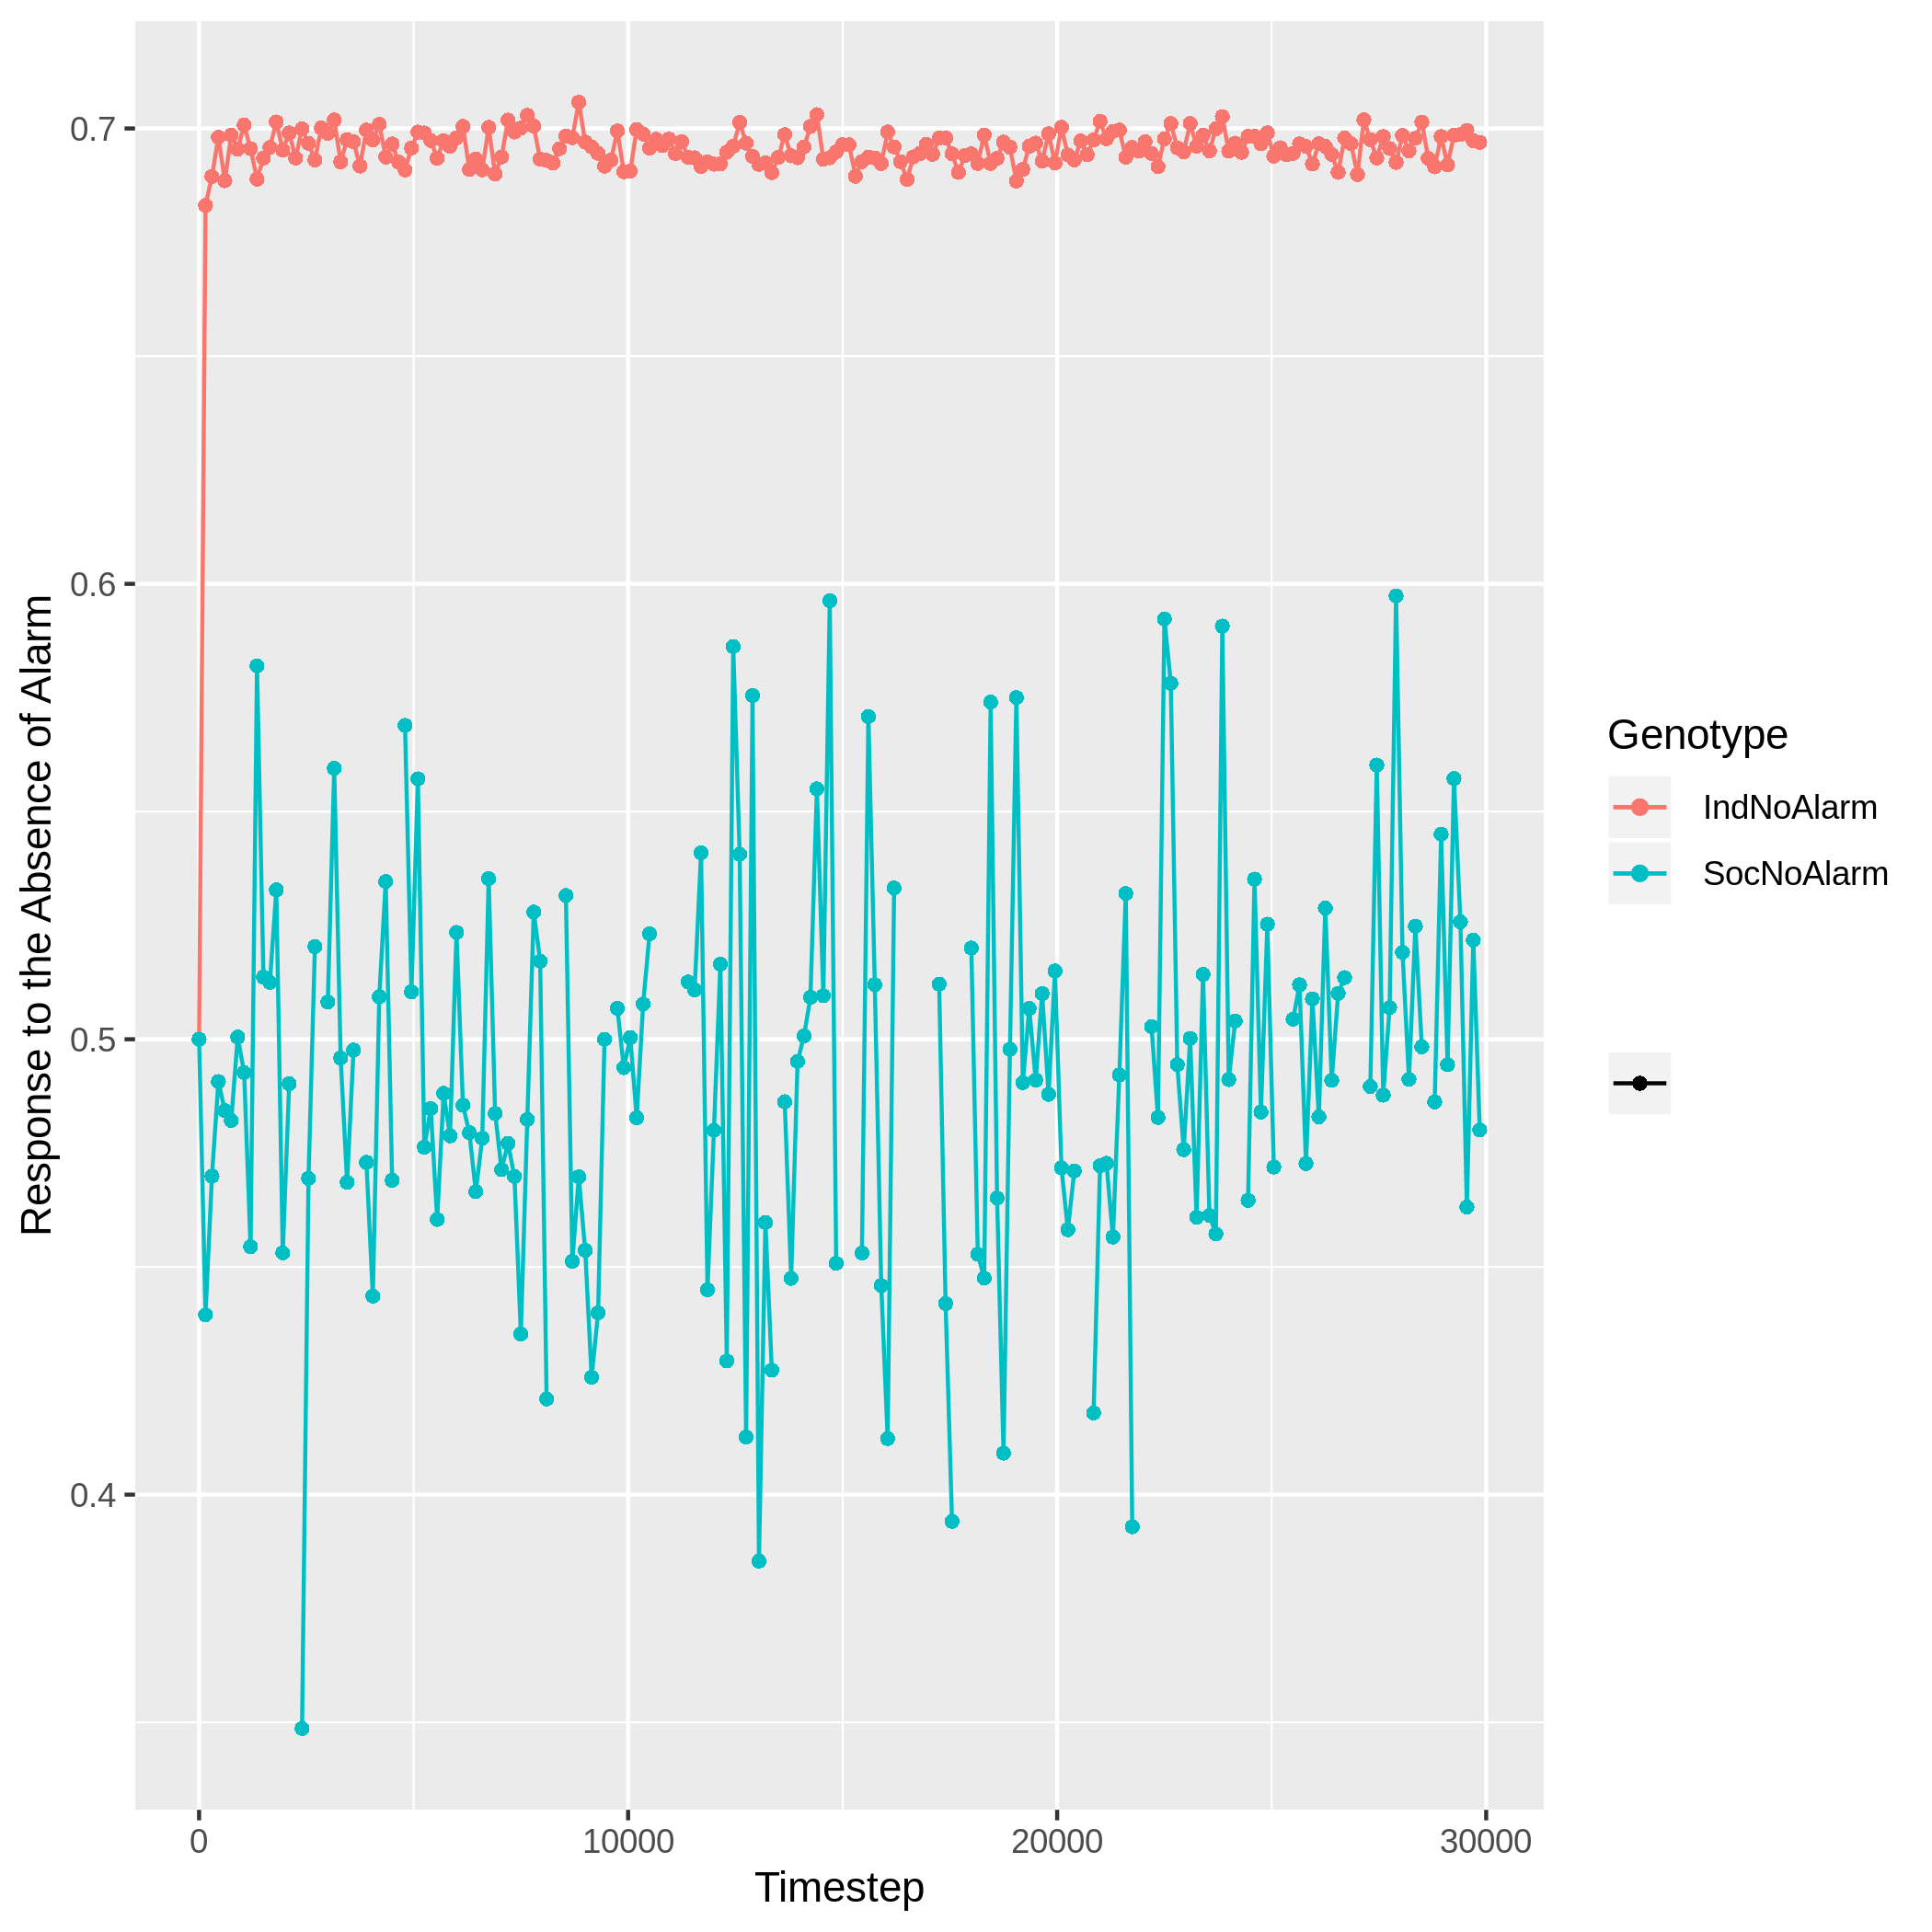 Response to the Absence of Alarm
0.7
0.6
0.5
0.4
0
10000
20000
30000
Timestep
Genotype
IndNoAlarm
SocNoAlarm